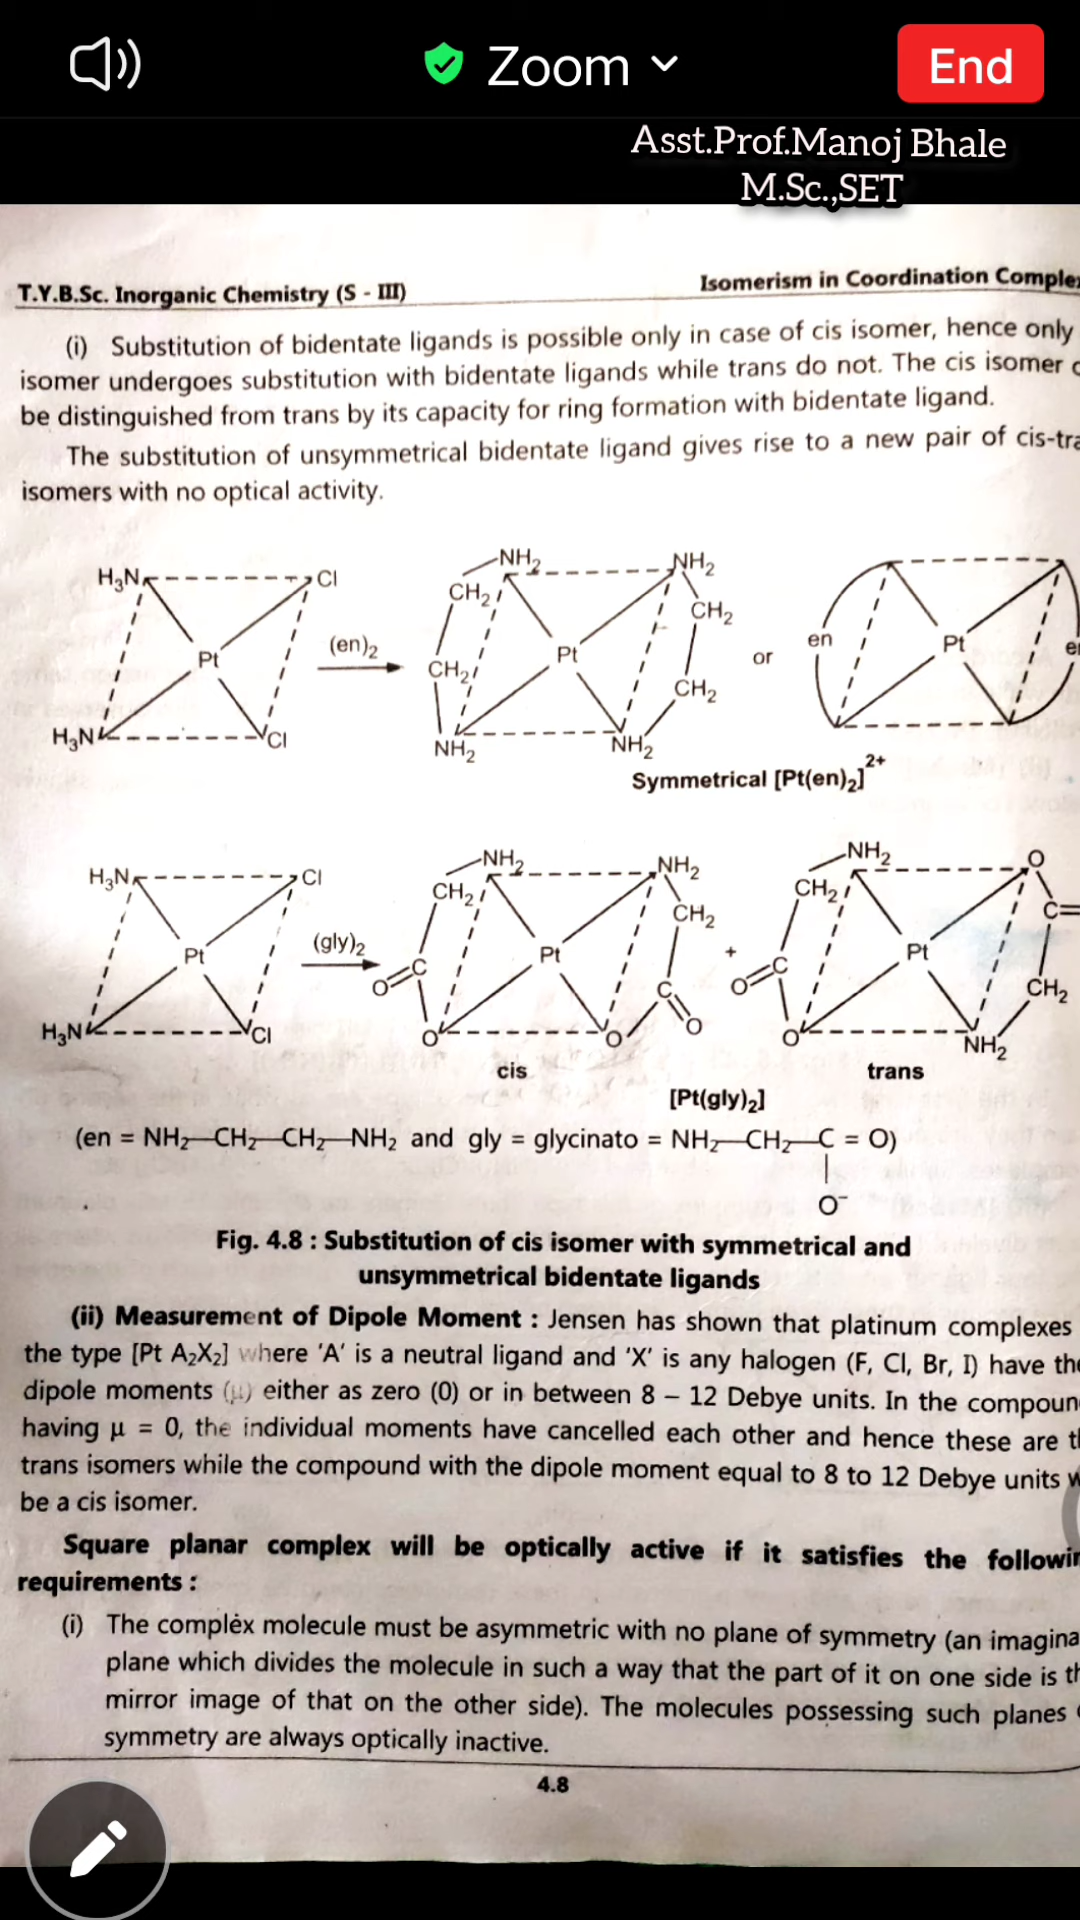 Zoom
End
Asst.Prof.Manoj Bhale
M.Sc.,SET
T.Y.B.Sc. Inorganic Chemistry (S - III)
Isomerism in Coordination
(i) Substitution of bidentate ligands is possible only in case of cis isomer, hence only
isomer undergoes substitution with bidentate ligands while trans do not. The cis isomer
be distinguished from trans by its capacity for ring formation with bidentate ligand.
The substitution of unsymmetrical bidentate ligand gives rise to a new pair of
isomers with no optical activity.
H₃N Cl NH₂ NH₂
CH₂ CH₂
Pt (en)₂ Pt or en Pt
CH₂ CH₂
H₃N Cl NH₂ NH₂
Symmetrical [Pt(en)₂]²⁺
H₃N Cl NH₂ NH₂ NH₂ O
CH₂ CH₂ CH₂ C=
Pt (gly)₂ Pt + Pt
O=C C=O O=C CH₂
H₃N Cl O O O NH₂
cis trans
[Pt(gly)₂]
(en = NH₂—CH₂—CH₂—NH₂ and gly = glycinato = NH₂—CH₂—C = O)
O⁻
Fig. 4.8 : Substitution of cis isomer with symmetrical and
unsymmetrical bidentate ligands
(ii) Measurement of Dipole Moment : Jensen has shown that platinum complexes
the type [Pt A₂X₂] where 'A' is a neutral ligand and 'X' is any halogen (F, Cl, Br, I) have
dipole moments (μ) either as zero (0) or in between 8 – 12 Debye units. In the
having μ = 0, the individual moments have cancelled each other and hence these are
trans isomers while the compound with the dipole moment equal to 8 to 12 Debye units
be a cis isomer.
Square planar complex will be optically active if it satisfies the
requirements :
(i) The complex molecule must be asymmetric with no plane of symmetry (an
plane which divides the molecule in such a way that the part of it on one side is
mirror image of that on the other side). The molecules possessing such planes
symmetry are always optically inactive.
4.8